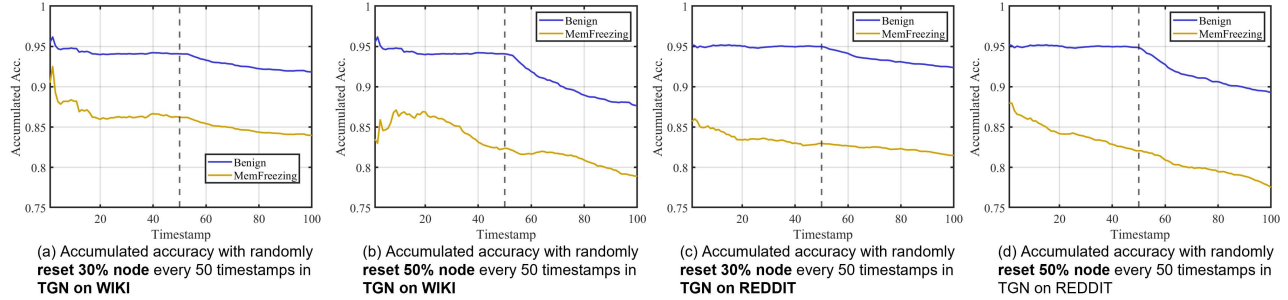 Accumulated Acc.
1
0.95
0.9
0.85
0.8
0.75
20
40
60
80
100
Timestamp
Benign
MemFreezing
(a) Accumulated accuracy with randomly
reset 30% node every 50 timestamps in
TGN on WIKI
Accumulated Acc.
1
0.95
0.9
0.85
0.8
0.75
20
40
60
80
100
Timestamp
Benign
MemFreezing
(b) Accumulated accuracy with randomly
reset 50% node every 50 timestamps in
TGN on WIKI
Accumulated Acc.
1
0.95
0.9
0.85
0.8
0.75
20
40
60
80
100
Timestamp
Benign
MemFreezing
(c) Accumulated accuracy with randomly
reset 30% node every 50 timestamps in
TGN on REDDIT
Accumulated Acc.
1
0.95
0.9
0.85
0.8
0.75
20
40
60
80
100
Timestamp
Benign
MemFreezing
(d) Accumulated accuracy with randomly
reset 50% node every 50 timestamps in
TGN on REDDIT